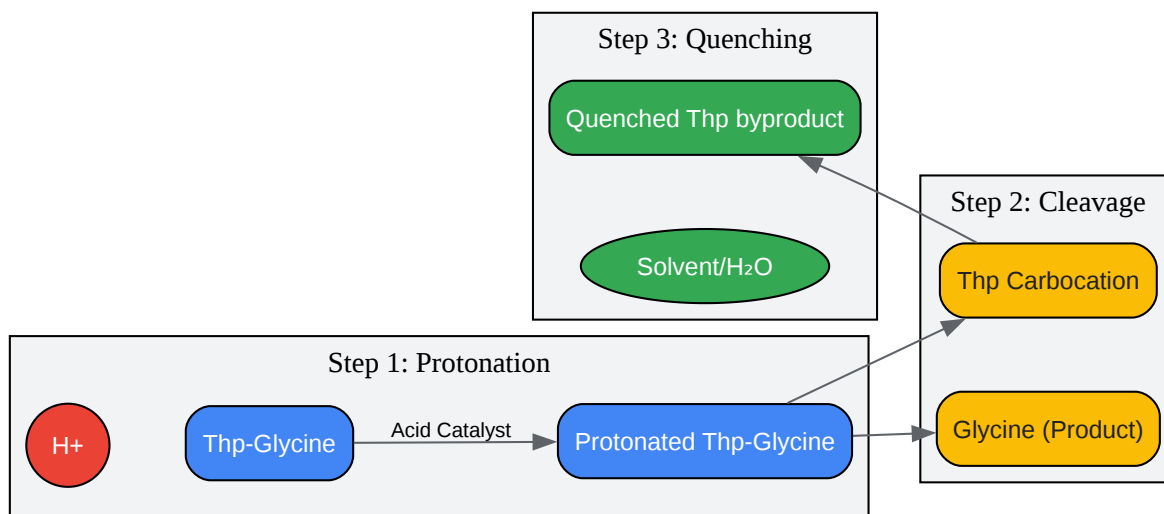 Step 3: Quenching
Quenched Thp byproduct
Solvent/H₂O
Step 2: Cleavage
Thp Carbocation
Glycine (Product)
Step 1: Protonation
H+
Thp-Glycine
Acid Catalyst
Protonated Thp-Glycine